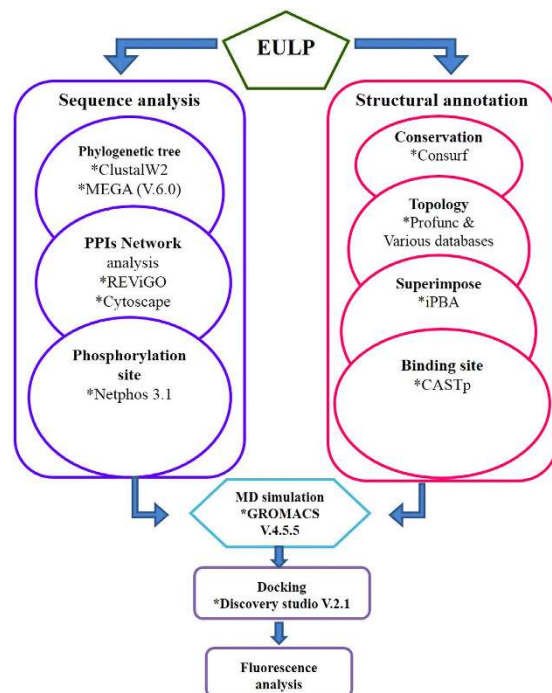 EULP
Sequence analysis
Phylogenetic tree
*ClustalW2
*MEGA (V.6.0)
PPIs Network
analysis
*REViGO
*Cytoscape
Phosphorylation
site
*Netphos 3.1
Structural annotation
Conservation
*Consurf
Topology
*Profunc &
Various databases
Superimpose
*iPBA
Binding site
*CASTp
MD simulation
*GROMACS
V.4.5.5
Docking
*Discovery studio V.2.1
Fluorescence
analysis